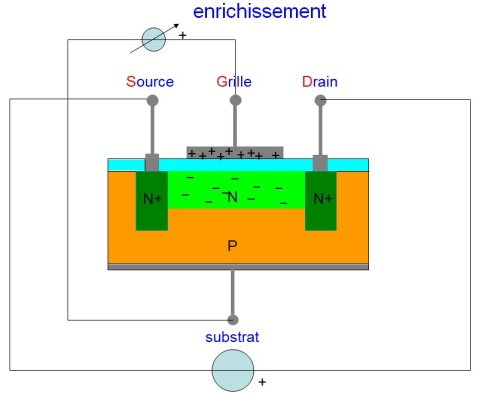 enrichissement
+
Source Grille Drain
+ + + + + + + + +
N+ N N+
P
substrat
+